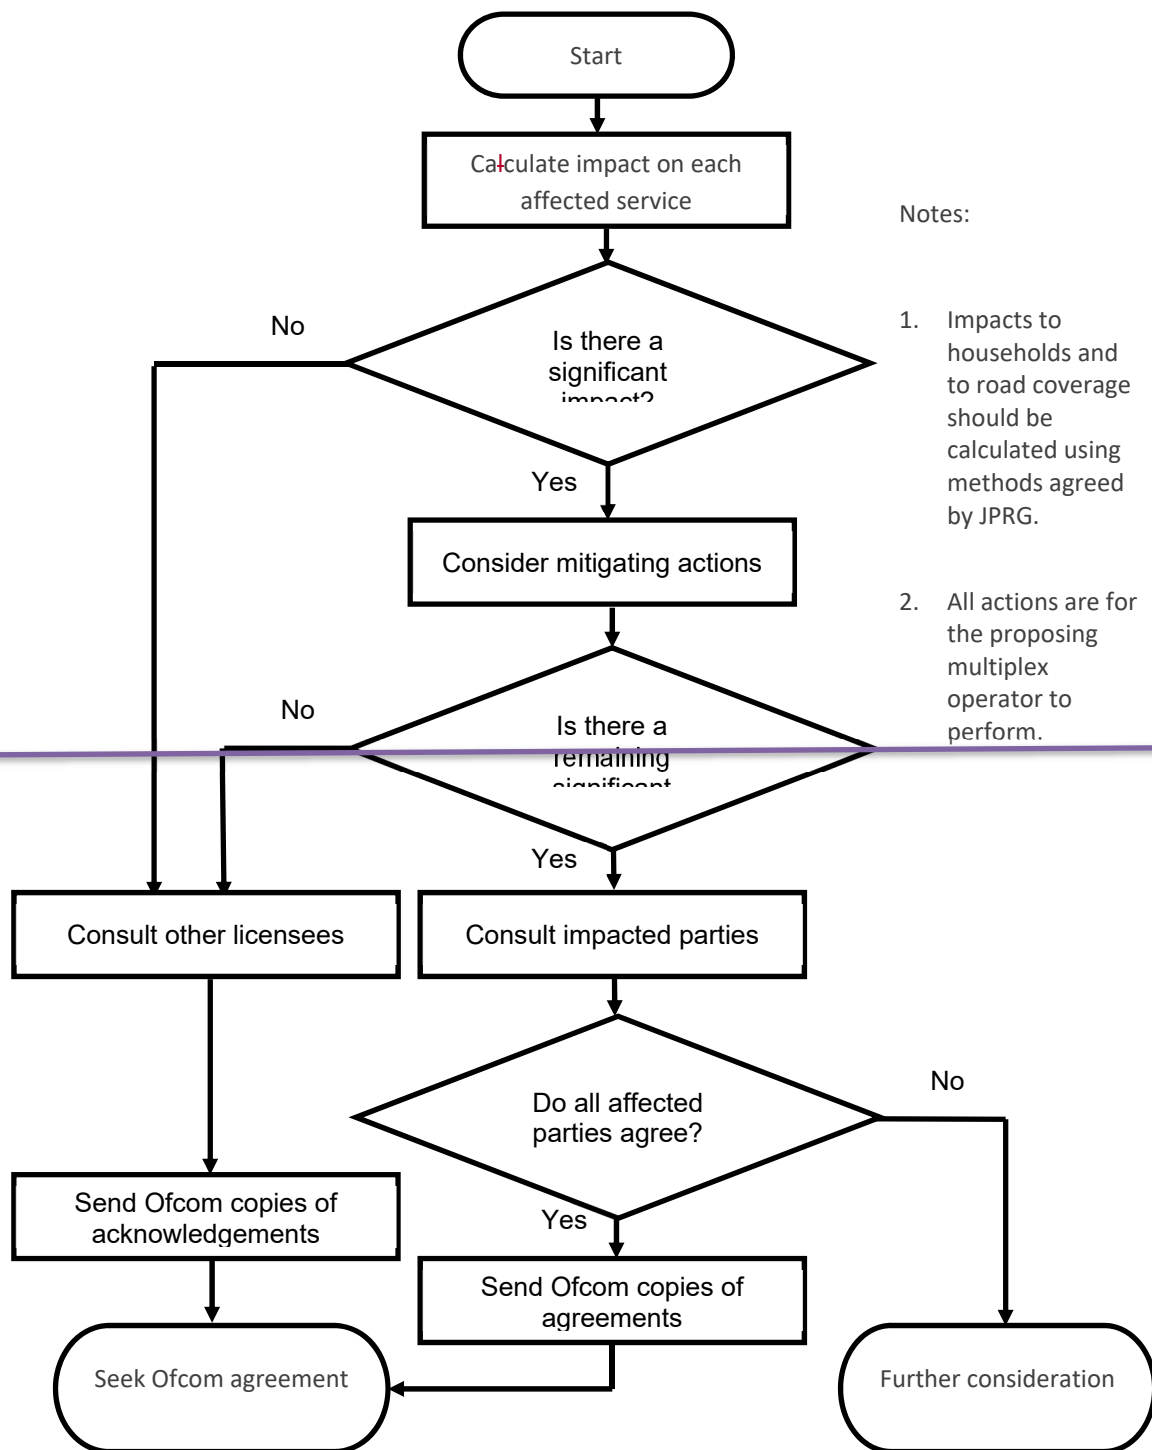 Start
Calculate impact on each
affected service
Notes:
No
Is there a
significant
impact?
1. Impacts to
households and
to road coverage
should be
calculated using
methods agreed
by JPRG.
Yes
Consider mitigating actions
2. All actions are for
the proposing
multiplex
operator to
perform.
No
Is there a
remaining
significant
Yes
Consult other licensees
Consult impacted parties
No
Do all affected
parties agree?
Send Ofcom copies of
acknowledgements
Yes
Send Ofcom copies of
agreements
Seek Ofcom agreement
Further consideration